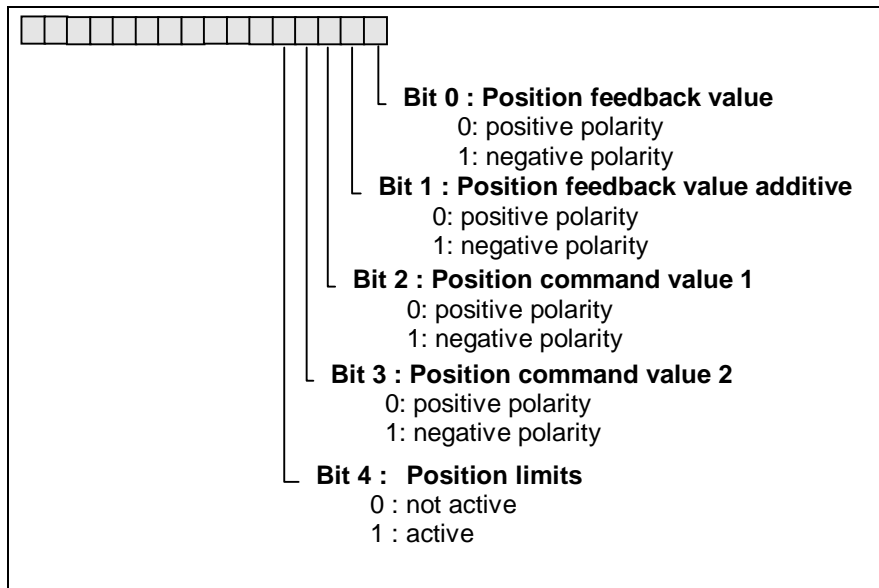 Bit 0 : Position feedback value
0: positive polarity
1: negative polarity
Bit 1 : Position feedback value additive
0: positive polarity
1: negative polarity
Bit 2 : Position command value 1
0: positive polarity
1: negative polarity
Bit 3 : Position command value 2
0: positive polarity
1: negative polarity
Bit 4 : Position limits
0 : not active
1 : active